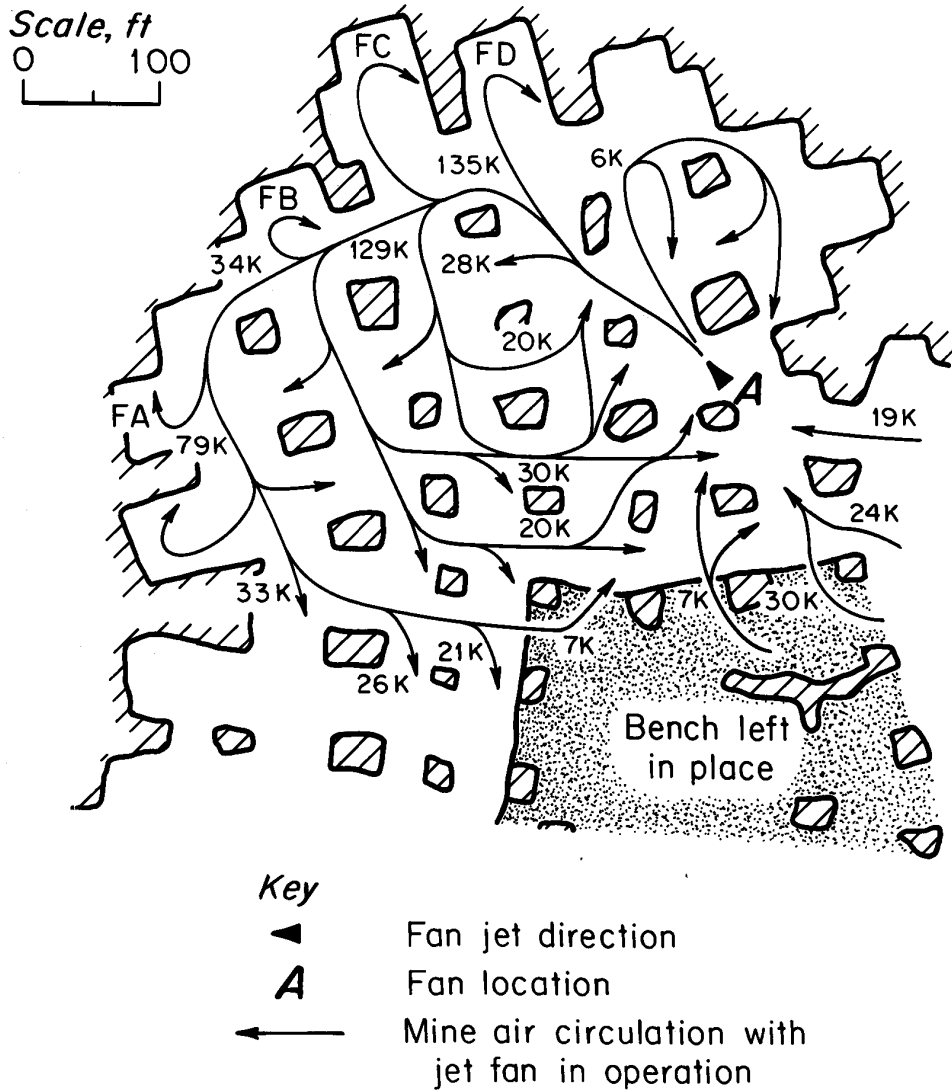 Scale, ft
0 100
FC
FD
135K
6K
FB
34K
129K
28K
20K
FA
A
19K
79K
30K
20K
24K
33K
7K
30K
7K
21K
26K
Bench left
in place
Key
Fan jet direction
A Fan location
Mine air circulation with
jet fan in operation